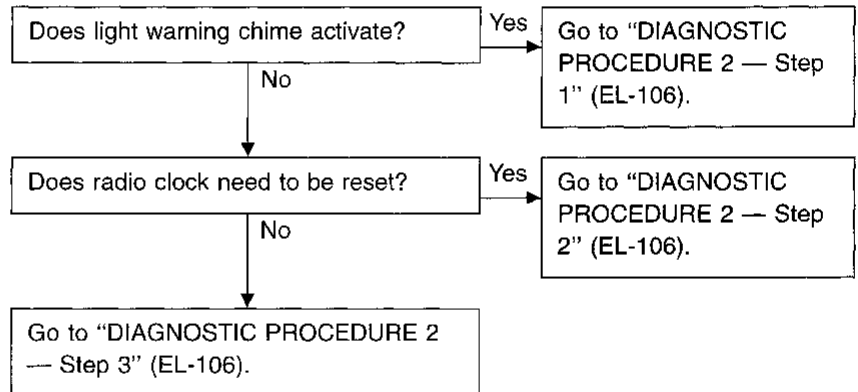 Does light warning chime activate?
Yes
Go to “DIAGNOSTIC
PROCEDURE 2 — Step
1” (EL-106).
No
Does radio clock need to be reset?
Yes
Go to “DIAGNOSTIC
PROCEDURE 2 — Step
2” (EL-106).
No
Go to “DIAGNOSTIC PROCEDURE 2
— Step 3” (EL-106).